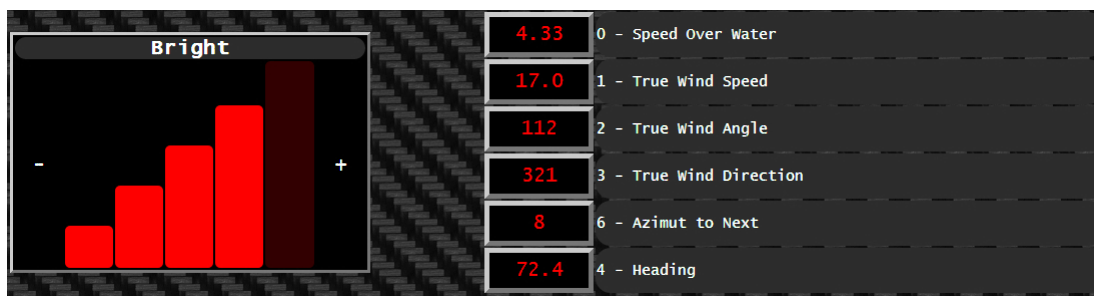 Bright
- +
4.33 0 - Speed Over Water
17.0 1 - True Wind Speed
112 2 - True Wind Angle
321 3 - True Wind Direction
8 6 - Azimut to Next
72.4 4 - Heading